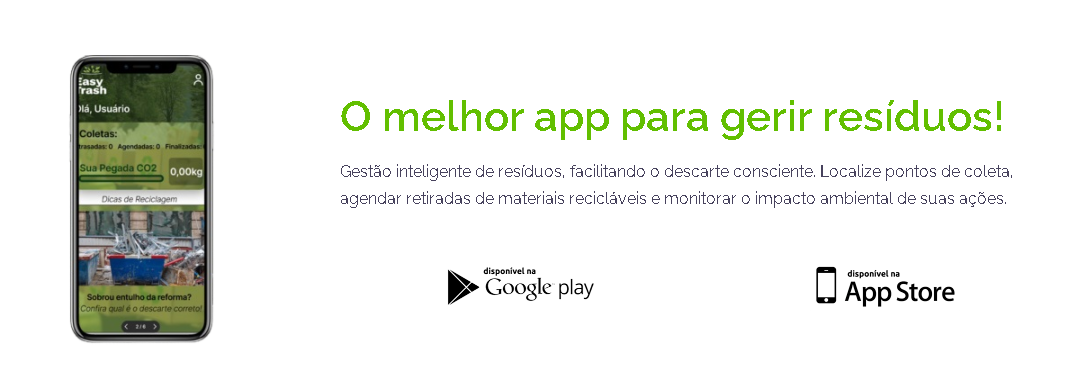 Easy
Trash
Olá, Usuário
Coletas:
trasadas: 0 Agendadas: 0 Finalizadas:
Sua Pegada CO2
0,00kg
Dicas de Reciclagem
Sobrou entulho da reforma?
Confira qual é o descarte correto!
2 / 6
O melhor app para gerir resíduos!
Gestão inteligente de resíduos, facilitando o descarte consciente. Localize pontos de coleta,
agendar retiradas de materiais recicláveis e monitorar o impacto ambiental de suas ações.
disponível na
Google play
disponível na
App Store